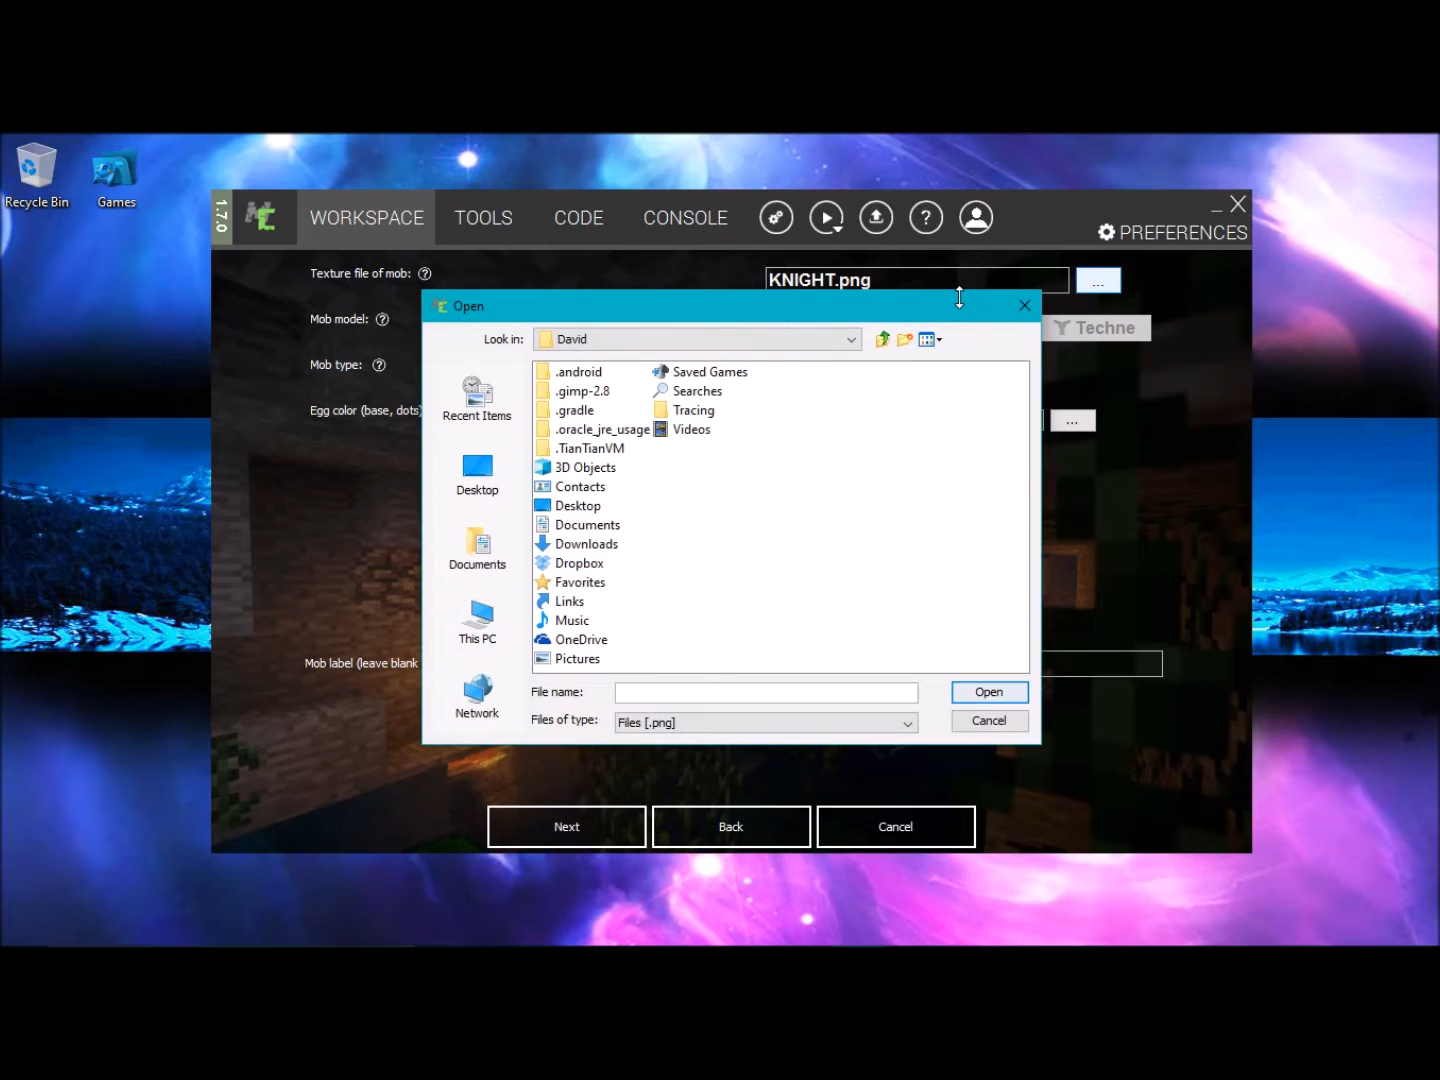 Recycle Bin
Games
1.7.0
WORKSPACE
TOOLS
CODE
CONSOLE
?
PREFERENCES
Texture file of mob: ?
KNIGHT.png
...
Open
Mob model: ?
Techne
Look in:
David
Mob type: ?
Egg color (base, dots)
...
Recent Items
Desktop
Documents
This PC
Network
.android
.gimp-2.8
.gradle
.oracle_jre_usage
.TianTianVM
3D Objects
Contacts
Desktop
Documents
Downloads
Dropbox
Favorites
Links
Music
OneDrive
Pictures
Saved Games
Searches
Tracing
Videos
Mob label (leave blank
File name:
Open
Files of type:
Files [.png]
Cancel
Next
Back
Cancel